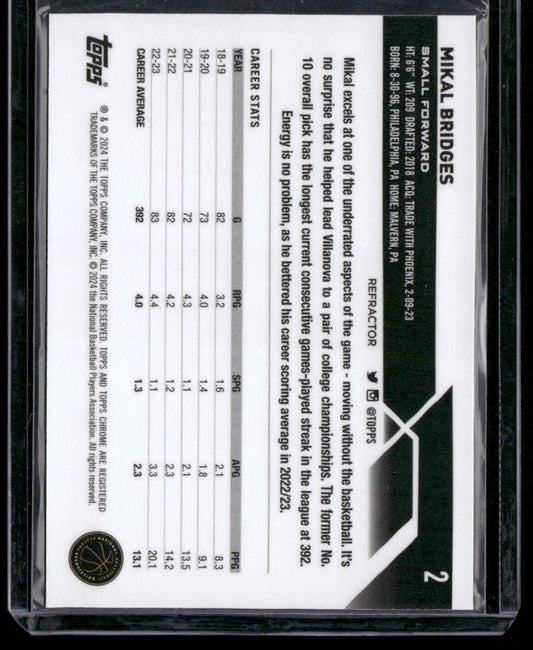 MIKAL BRIDGES
SMALL FORWARD
HT: 6'6" WT: 209 DRAFTED: 2018 ACQ: TRADE WITH PHOENIX, 2-09-23
BORN: 8-30-96, PHILADELPHIA, PA HOME: MALVERN, PA
2
REFRACTOR @TOPPS
Mikal excels at one of the underrated aspects of the game - moving without the basketball. It's
no surprise that he helped lead Villanova to a pair of college championships. The former No.
10 overall pick has the longest current consecutive games-played streak in the league at 392.
Energy is no problem, as he bettered his career scoring average in 2022/23.
CAREER STATS
YEAR G RPG SPG APG PPG
18-19 82 3.2 1.6 2.1 8.3
19-20 73 4.0 1.4 1.8 9.1
20-21 72 4.3 1.1 2.1 13.5
21-22 82 4.2 1.2 2.3 14.2
22-23 83 4.4 1.1 3.3 20.1
CAREER AVERAGE 392 4.0 1.3 2.3 13.1
topps
® & © 2024 THE TOPPS COMPANY, INC. ALL RIGHTS RESERVED. TOPPS AND TOPPS CHROME ARE REGISTERED
TRADEMARKS OF THE TOPPS COMPANY, INC. © 2024 the National Basketball Players Association. All rights reserved.